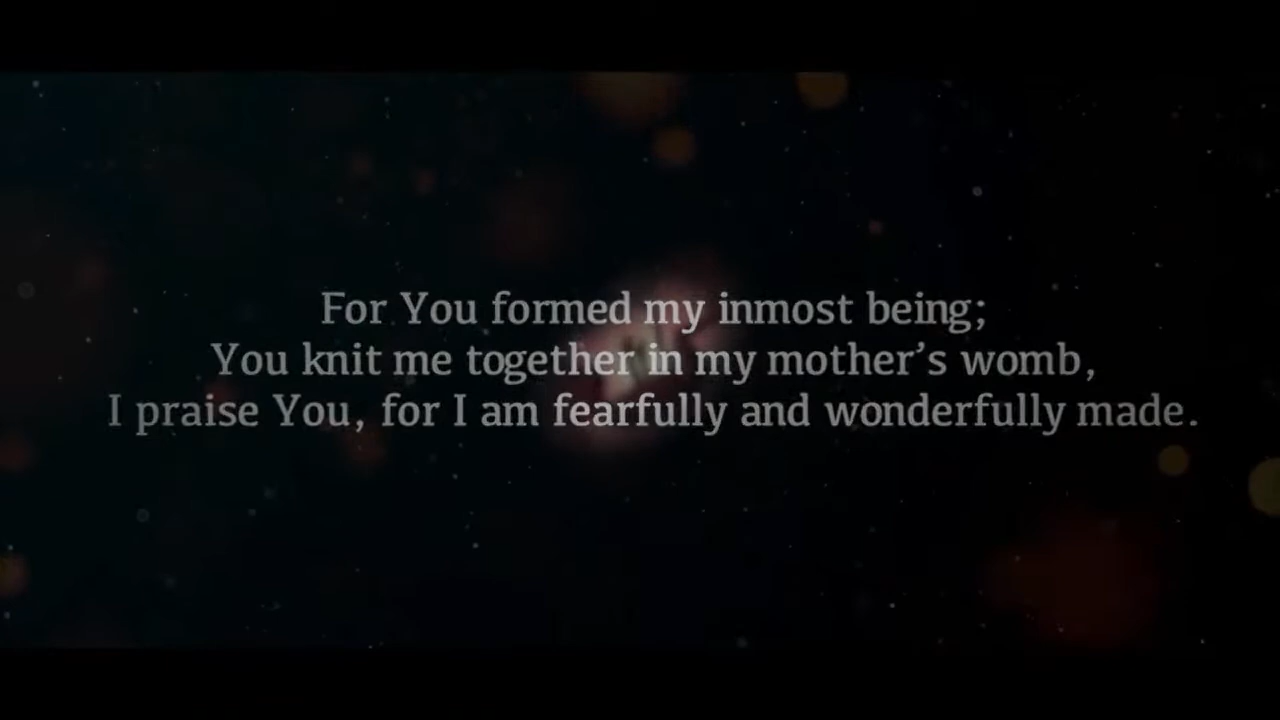 For You formed my inmost being;
You knit me together in my mother’s womb,
I praise You, for I am fearfully and wonderfully made.